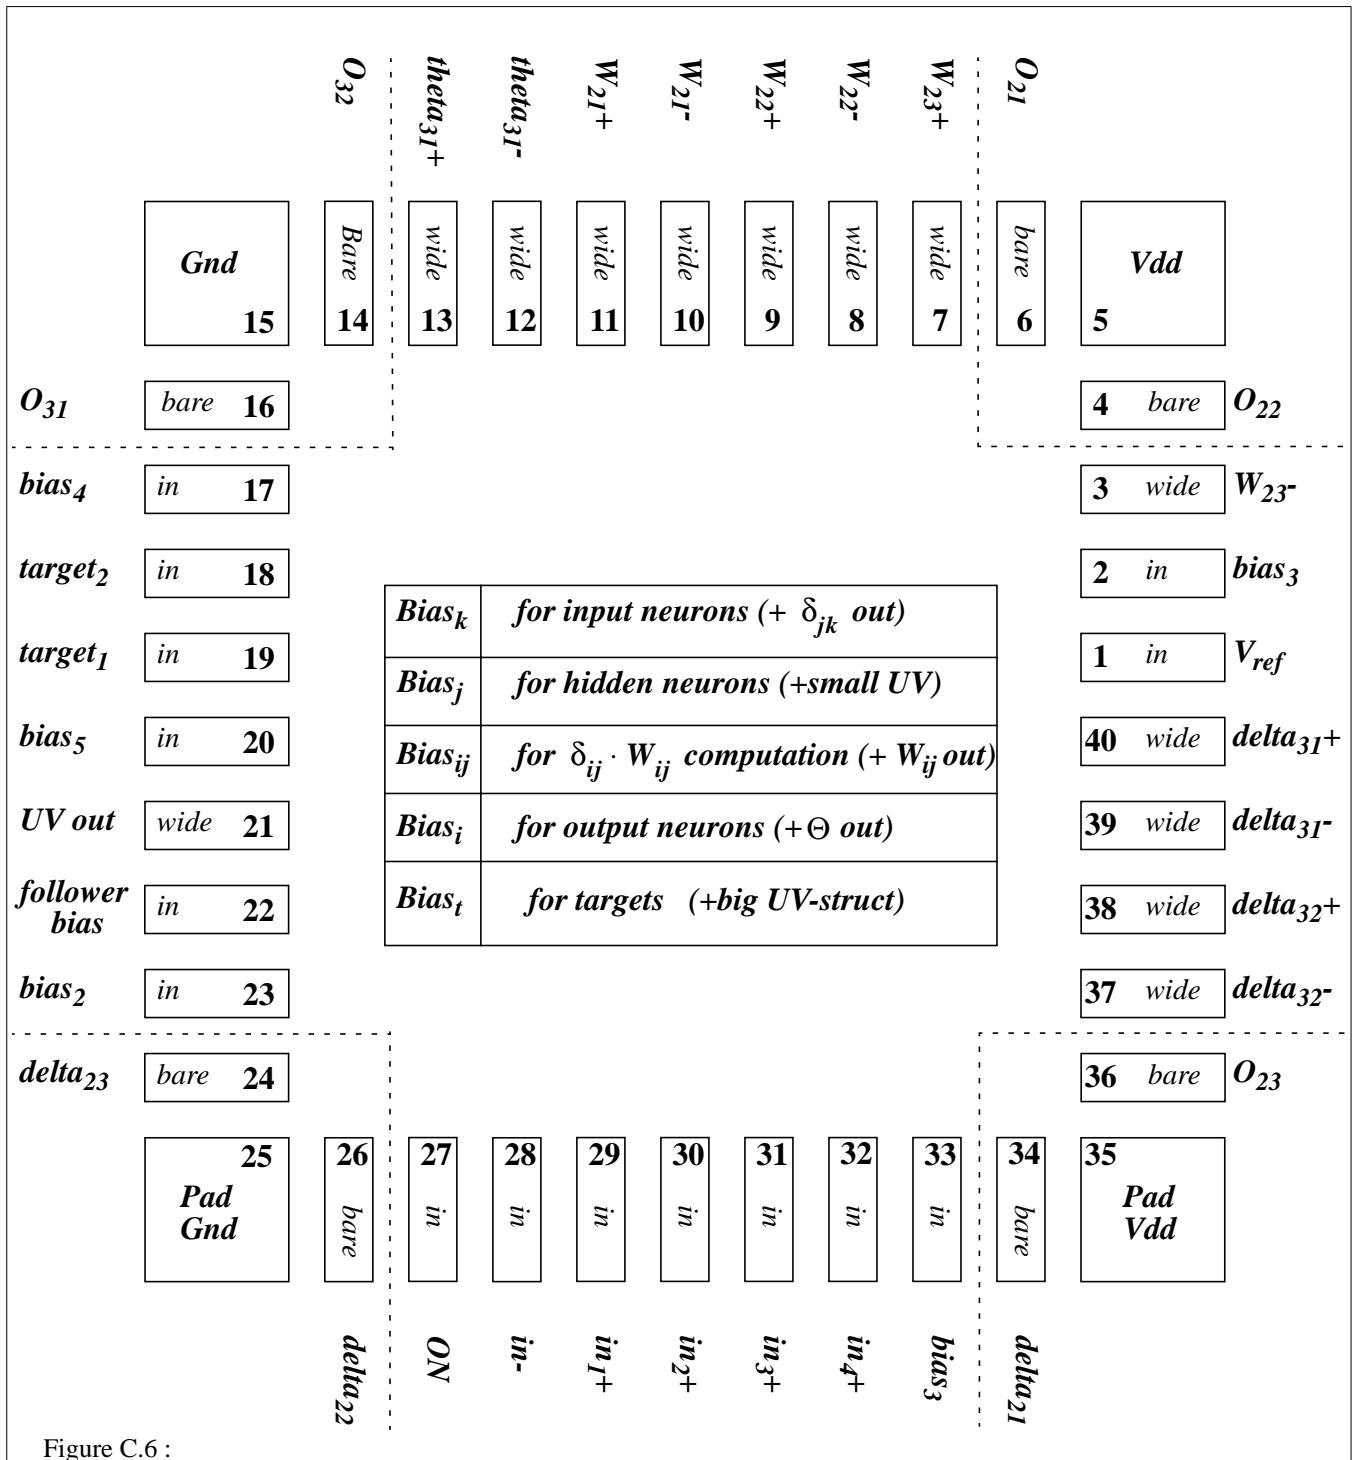 O32 theta31+ theta31- W21+ W21- W22+ W22- W23+ O21
Gnd 15
Bare 14
wide 13
wide 12
wide 11
wide 10
wide 9
wide 8
wide 7
bare 6
Vdd 5
O31 bare 16
4 bare O22
bias4 in 17
3 wide W23-
target2 in 18
2 in bias3
target1 in 19
1 in Vref
bias5 in 20
40 wide delta31+
UV out wide 21
39 wide delta31-
follower
bias in 22
38 wide delta32+
bias2 in 23
37 wide delta32-
Biask for input neurons (+ δjk out)
Biasj for hidden neurons (+small UV)
Biasij for δij · Wij computation (+ Wij out)
Biasi for output neurons (+Θ out)
Biast for targets (+big UV-struct)
delta23 bare 24
36 bare O23
25 Pad
Gnd
26 bare
27 in
28 in
29 in
30 in
31 in
32 in
33 in
34 bare
35 Pad
Vdd
delta22 ON in- in1+ in2+ in3+ in4+ bias3 delta21
Figure C.6 :